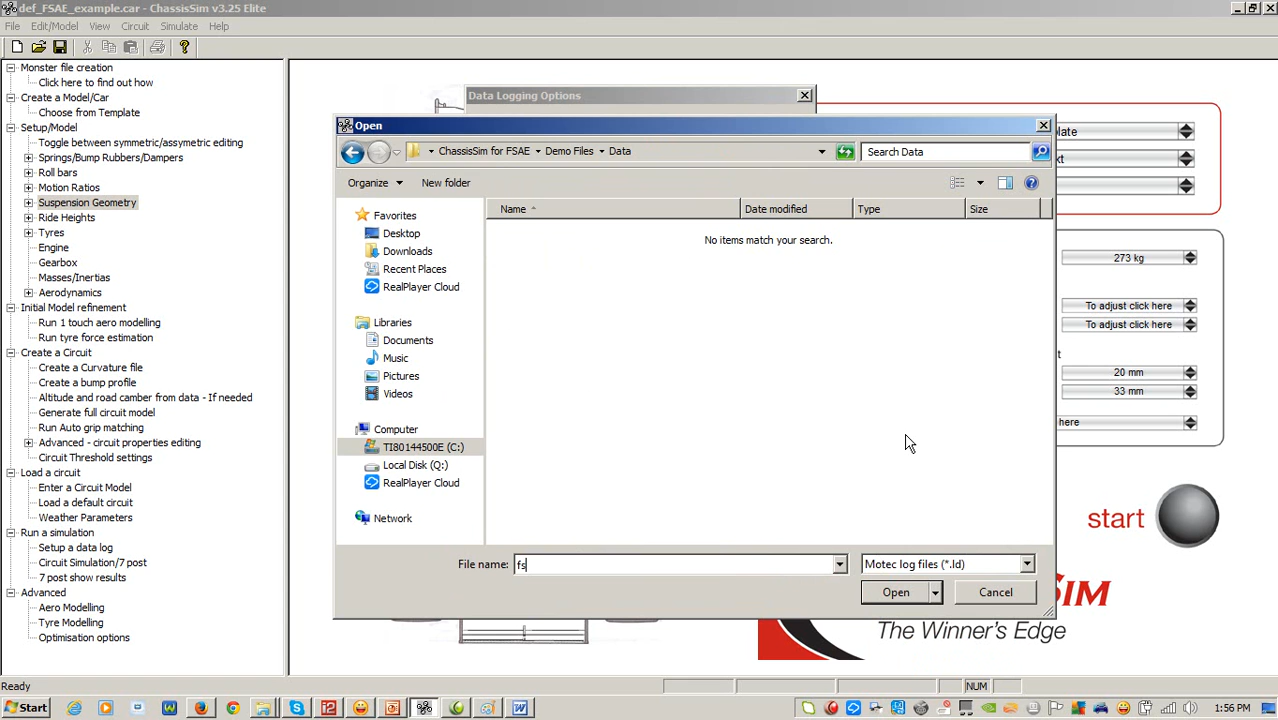 def_FSAE_example.car - ChassisSim v3.25 Elite
File Edit/Model View Circuit Simulate Help
Monster file creation
Click here to find out how
Create a Model/Car
Choose from Template
Setup/Model
Toggle between symmetric/assymetric editing
Springs/Bump Rubbers/Dampers
Roll bars
Motion Ratios
Suspension Geometry
Ride Heights
Tyres
Engine
Gearbox
Masses/Inertias
Aerodynamics
Initial Model refinement
Run 1 touch aero modelling
Run tyre force estimation
Create a Circuit
Create a Curvature file
Create a bump profile
Altitude and road camber from data - If needed
Generate full circuit model
Run Auto grip matching
Advanced - circuit properties editing
Circuit Threshold settings
Load a circuit
Enter a Circuit Model
Load a default circuit
Weather Parameters
Run a simulation
Setup a data log
Circuit Simulation/7 post
7 post show results
Advanced
Aero Modelling
Tyre Modelling
Optimisation options
Data Logging Options
Open
ChassisSim for FSAE
Demo Files
Data
Search Data
Organize
New folder
Favorites
Desktop
Downloads
Recent Places
RealPlayer Cloud
Libraries
Documents
Music
Pictures
Videos
Computer
TI80144500E (C:)
Local Disk (Q:)
RealPlayer Cloud
Network
Name Date modified Type Size
No items match your search.
File name: fs
Motec log files (*.ld)
Open
Cancel
273 kg
To adjust click here
To adjust click here
20 mm
33 mm
here
start
The Winner's Edge
Ready
NUM
Start
1:56 PM